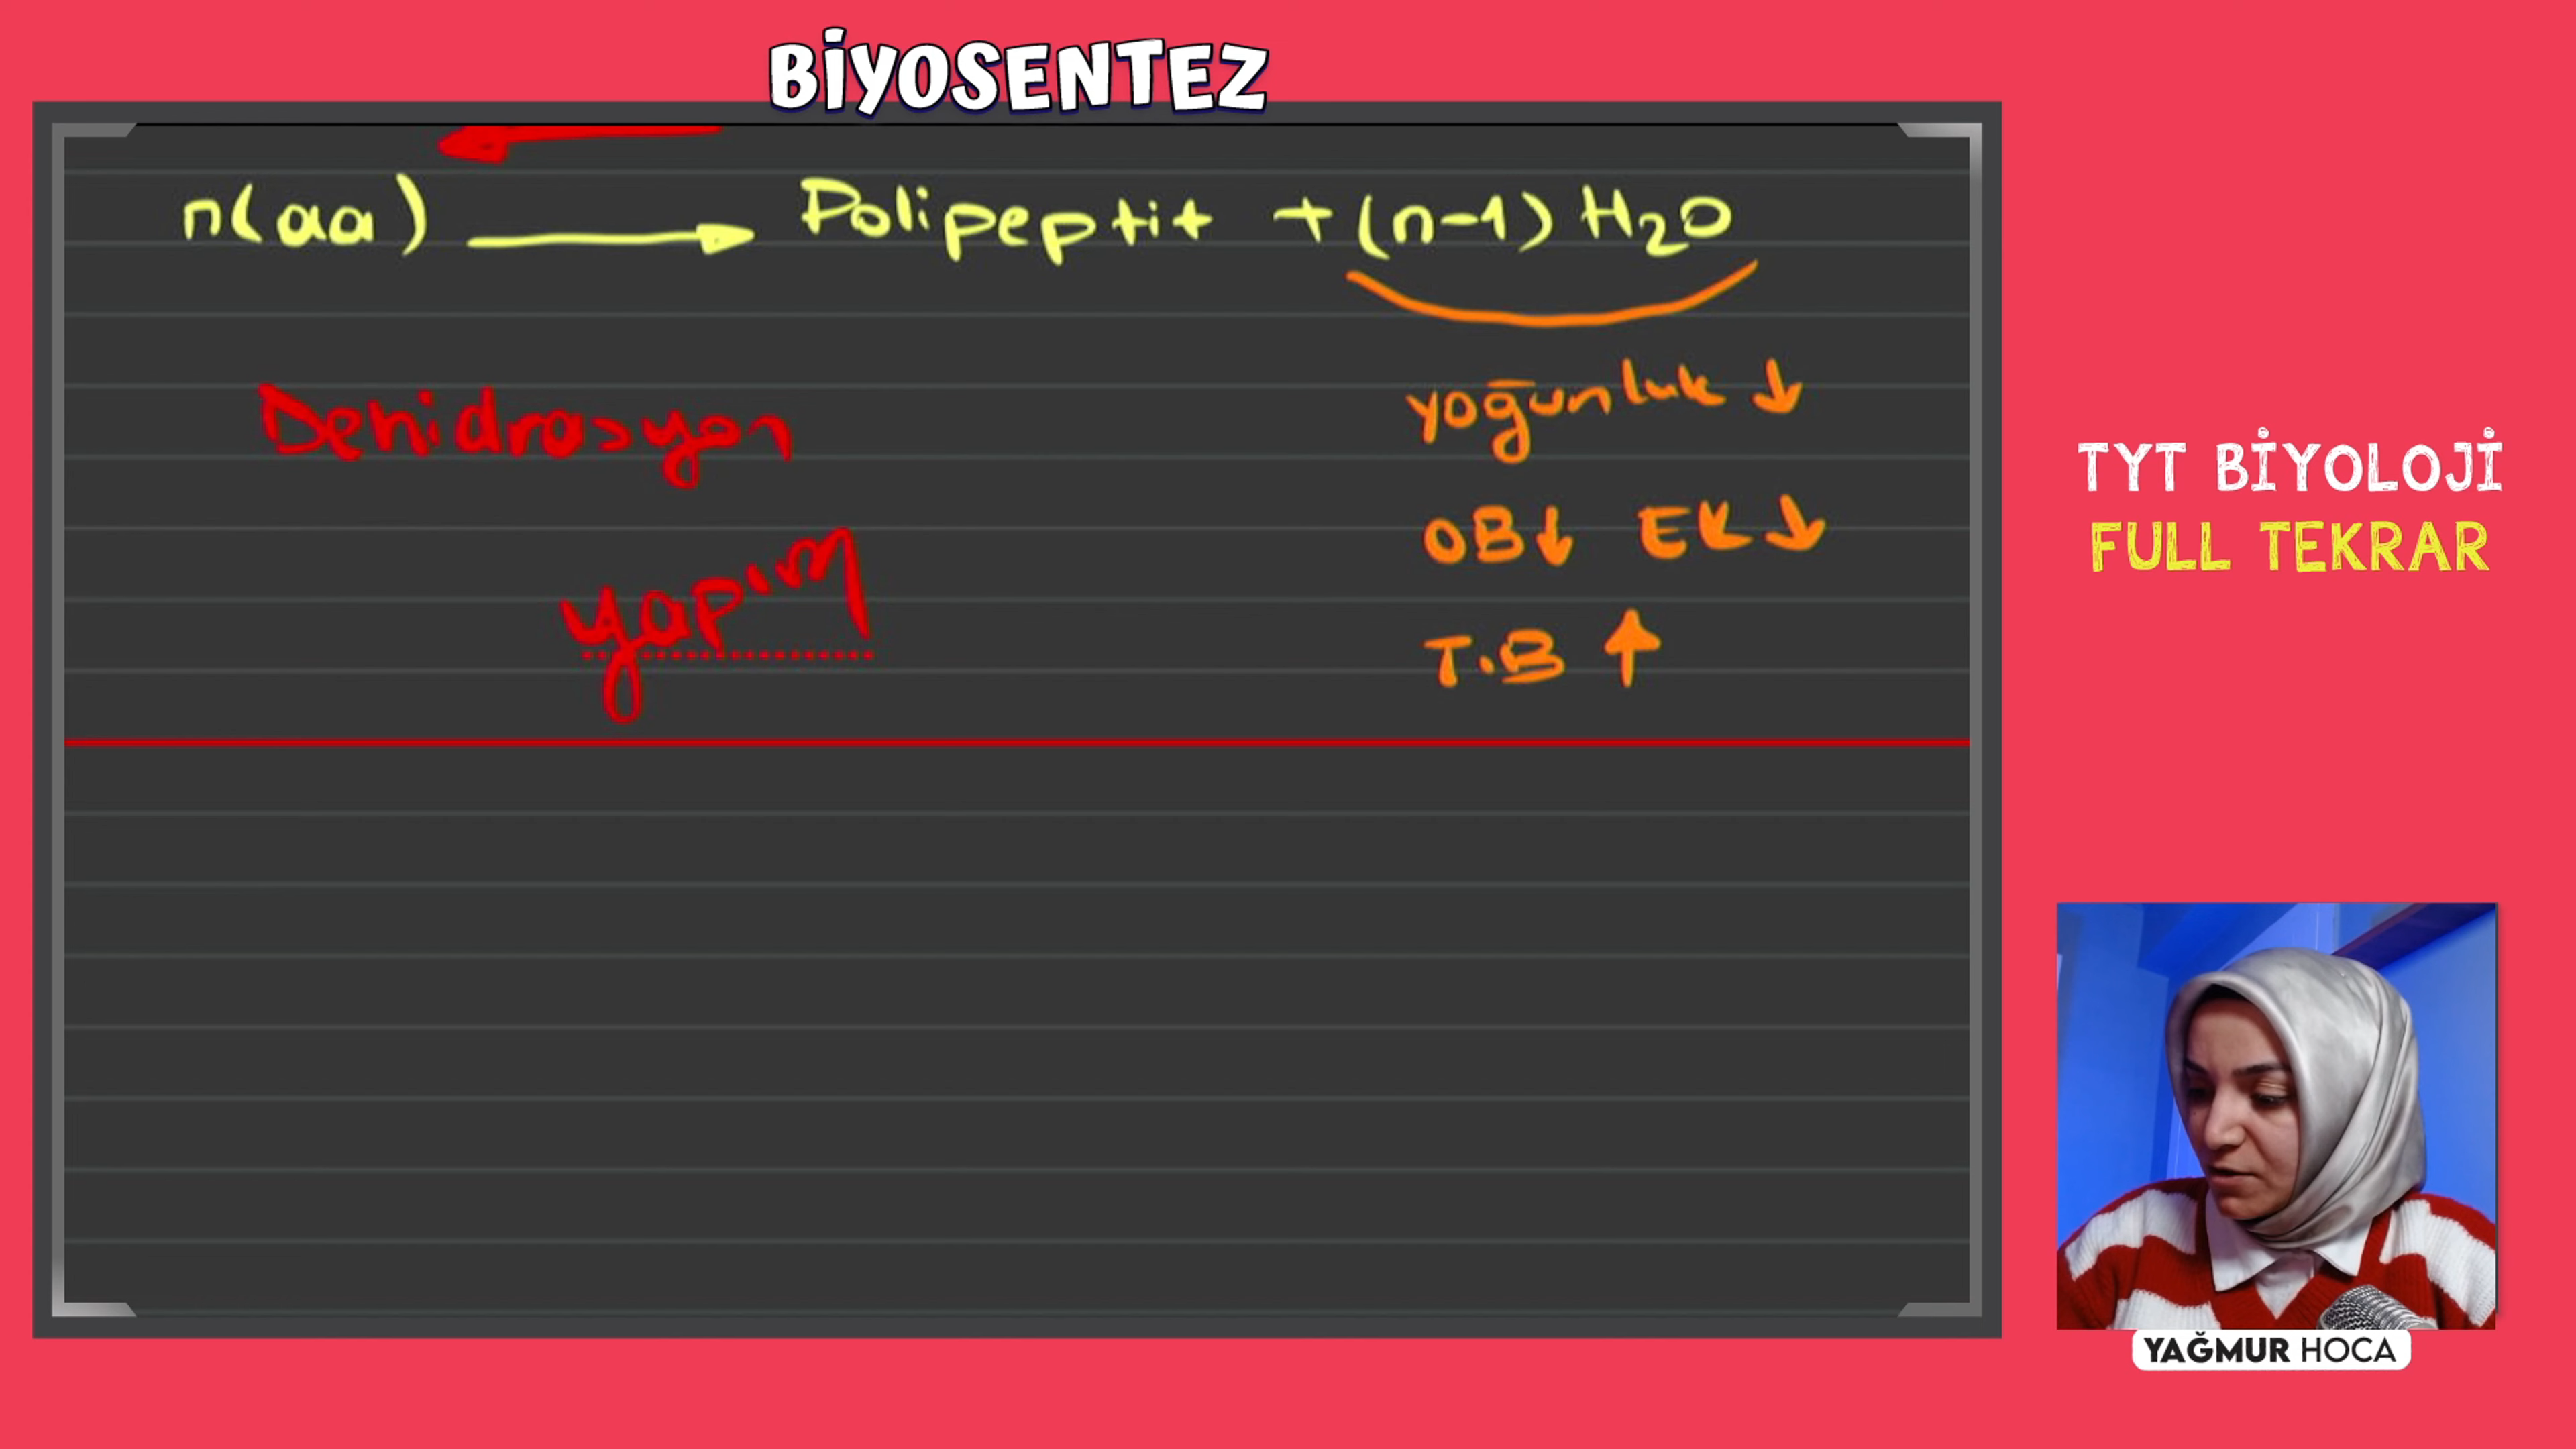 BİYOSENTEZ
n(aa) → Polipeptit + (n-1) H₂O
Dehidrasyon
yapım
yoğunluk ↓
OB↓ EK↓
T.B ↑
TYT BİYOLOJİ
FULL TEKRAR
YAĞMUR HOCA